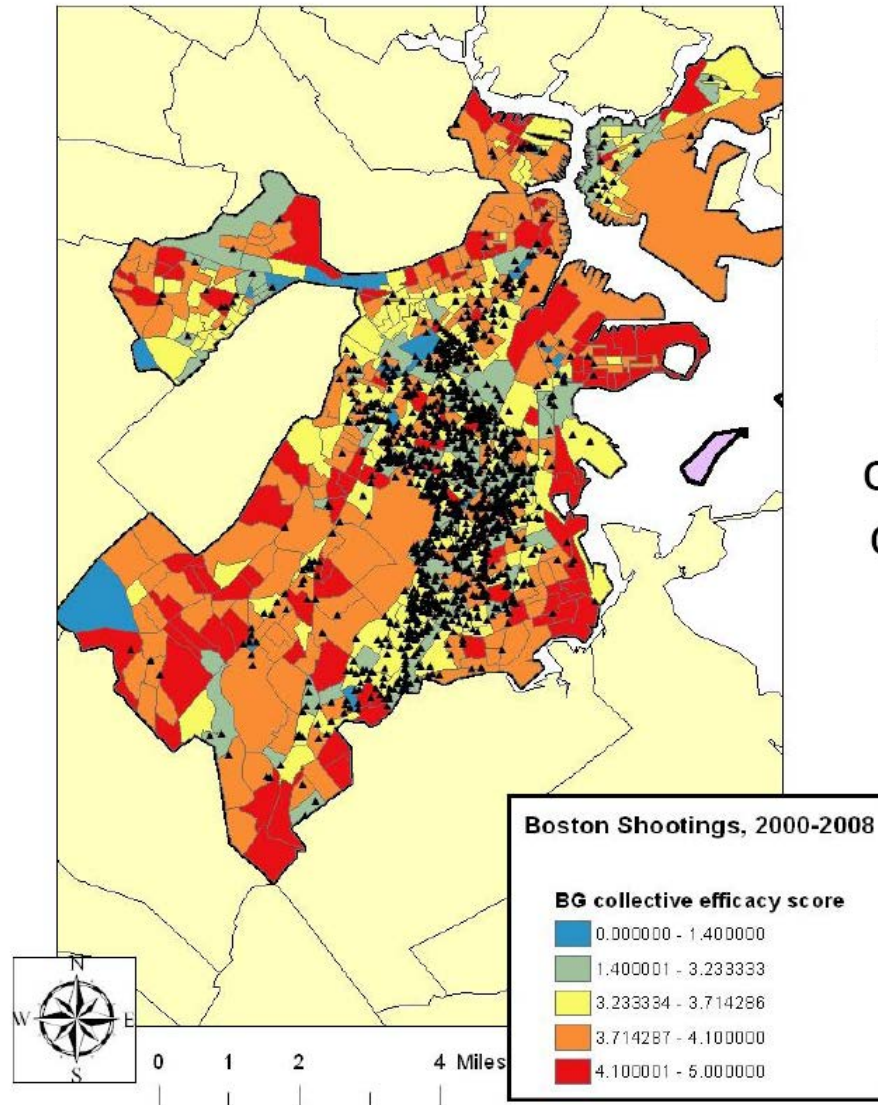 Boston Shootings, 2000-2008
BG collective efficacy score
0.000000 - 1.400000
1.400001 - 3.233333
3.233334 - 3.714286
3.714287 - 4.100000
4.100001 - 5.000000
N
W E
S
0 1 2 4 Miles